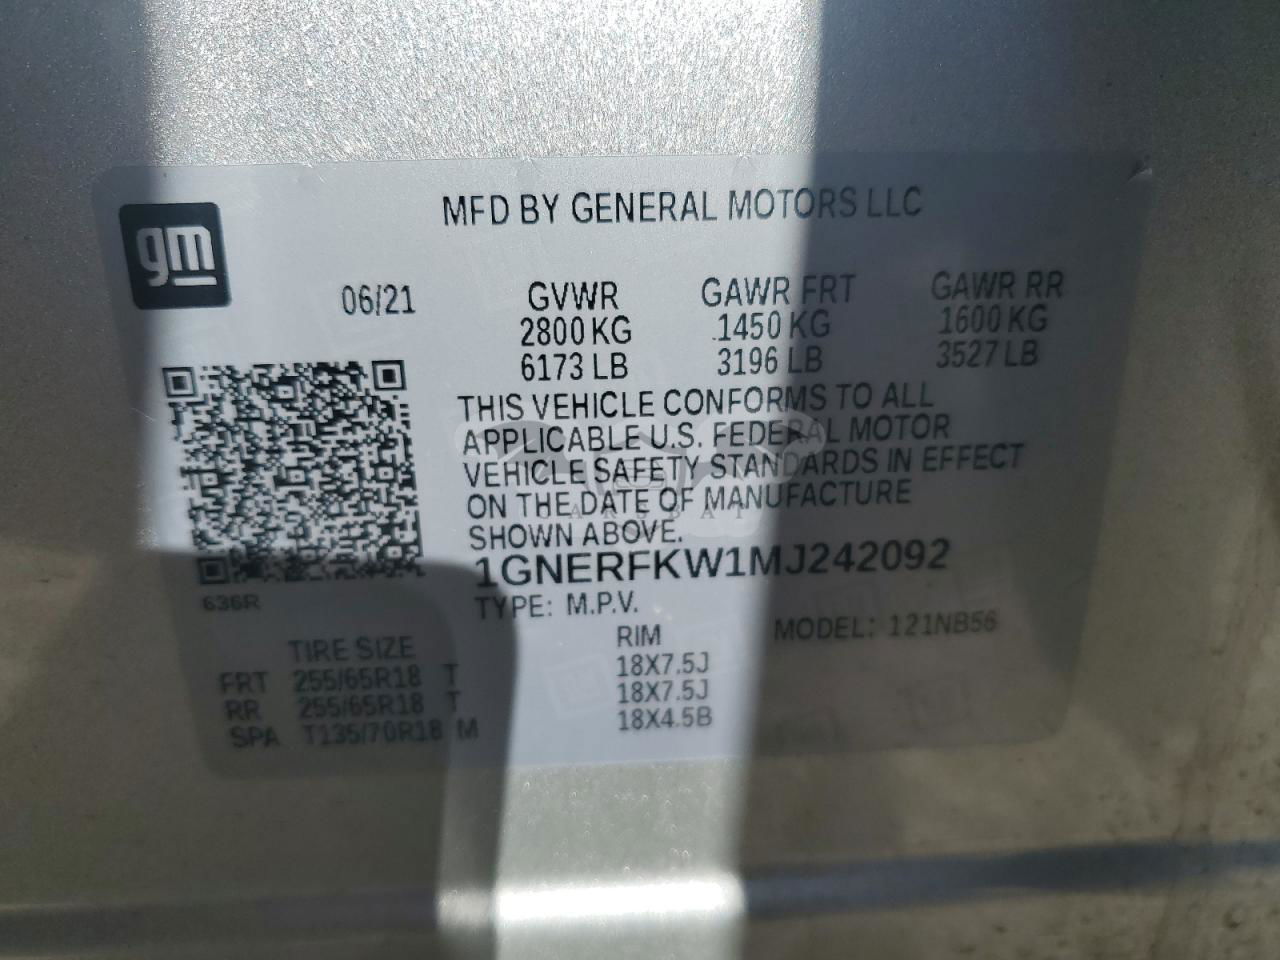 MFD BY GENERAL MOTORS LLC
gm
06/21 GVWR GAWR FRT GAWR RR
2800 KG 1450 KG 1600 KG
6173 LB 3196 LB 3527 LB
THIS VEHICLE CONFORMS TO ALL
APPLICABLE U.S. FEDERAL MOTOR
VEHICLE SAFETY STANDARDS IN EFFECT
ON THE DATE OF MANUFACTURE
SHOWN ABOVE.
ARSBAT
1GNERFKW1MJ242092
636R
TYPE: M.P.V. MODEL: 121NB56
TIRE SIZE RIM
FRT 255/65R18 T 18X7.5J
RR 255/65R18 T 18X7.5J
SPA T135/70R18 M 18X4.5B